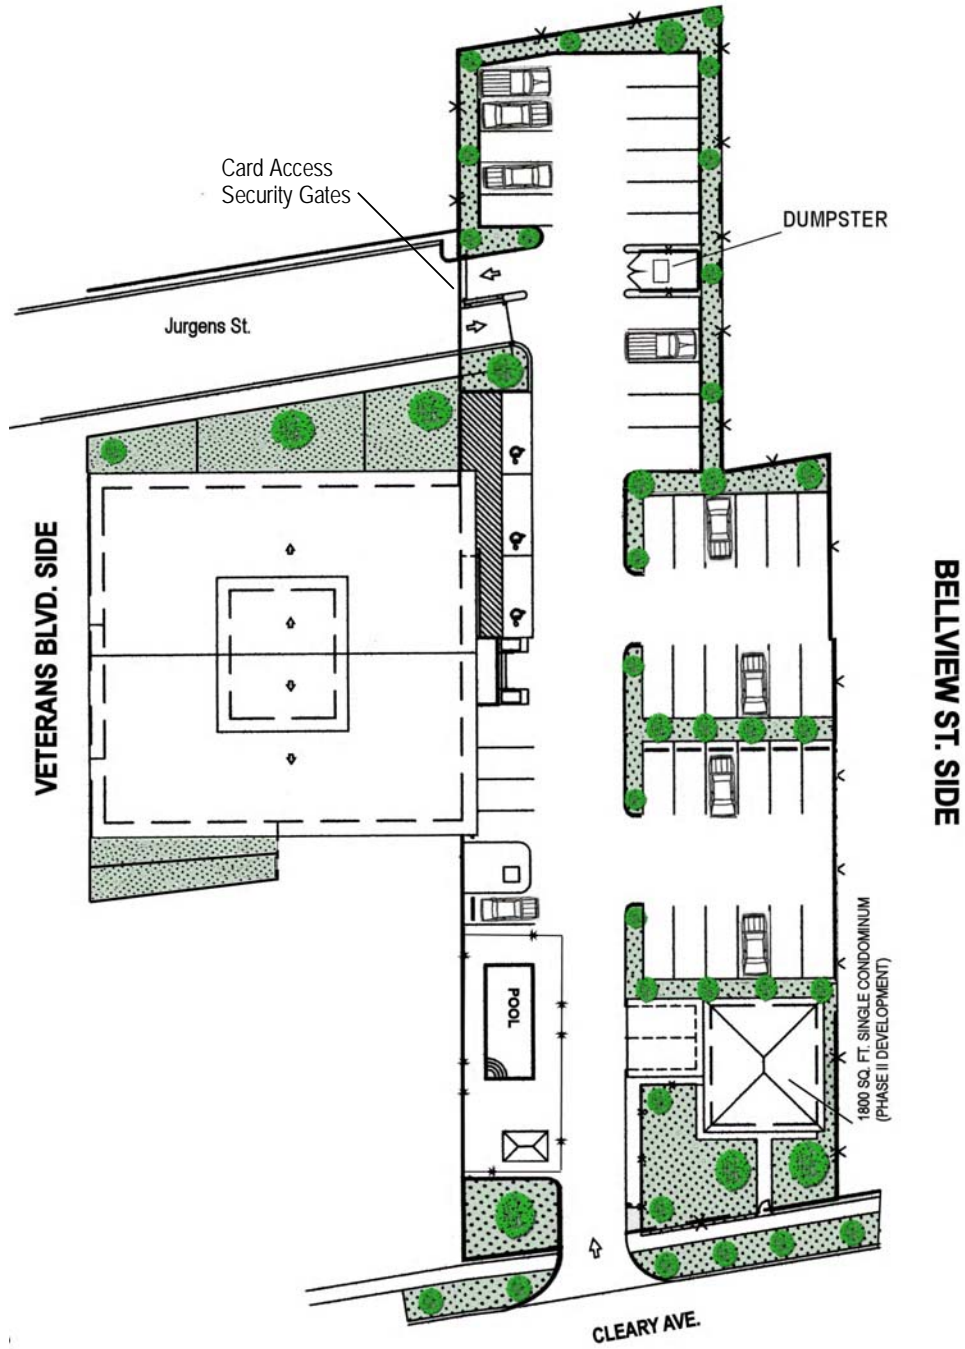 Card Access
Security Gates
DUMPSTER
Jurgens St.
VETERANS BLVD. SIDE
BELLVIEW ST. SIDE
POOL
1800 SQ. FT. SINGLE CONDOMINUM
(PHASE II DEVELOPMENT)
CLEARY AVE.